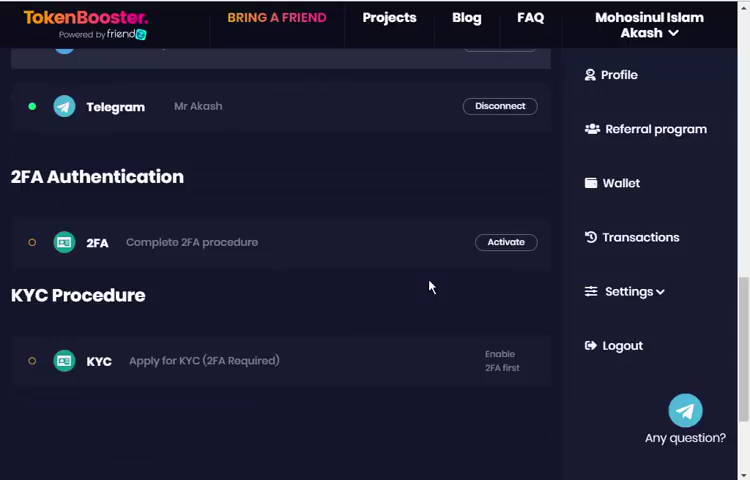 TokenBooster.
Powered by friend
BRING A FRIEND
Projects
Blog
FAQ
Mohosinul Islam
Akash
Telegram
Mr Akash
Disconnect
2FA Authentication
2FA
Complete 2FA procedure
Activate
KYC Procedure
KYC
Apply for KYC (2FA Required)
Enable
2FA first
Profile
Referral program
Wallet
Transactions
Settings
Logout
Any question?